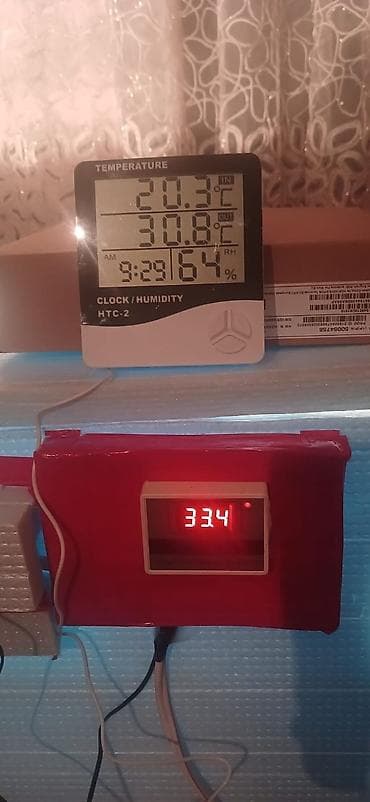 TEMPERATURE
20.3°C IN
30.8°C OUT
AM 9:29 64% RH
CLOCK/HUMIDITY
HTC-2
33.4